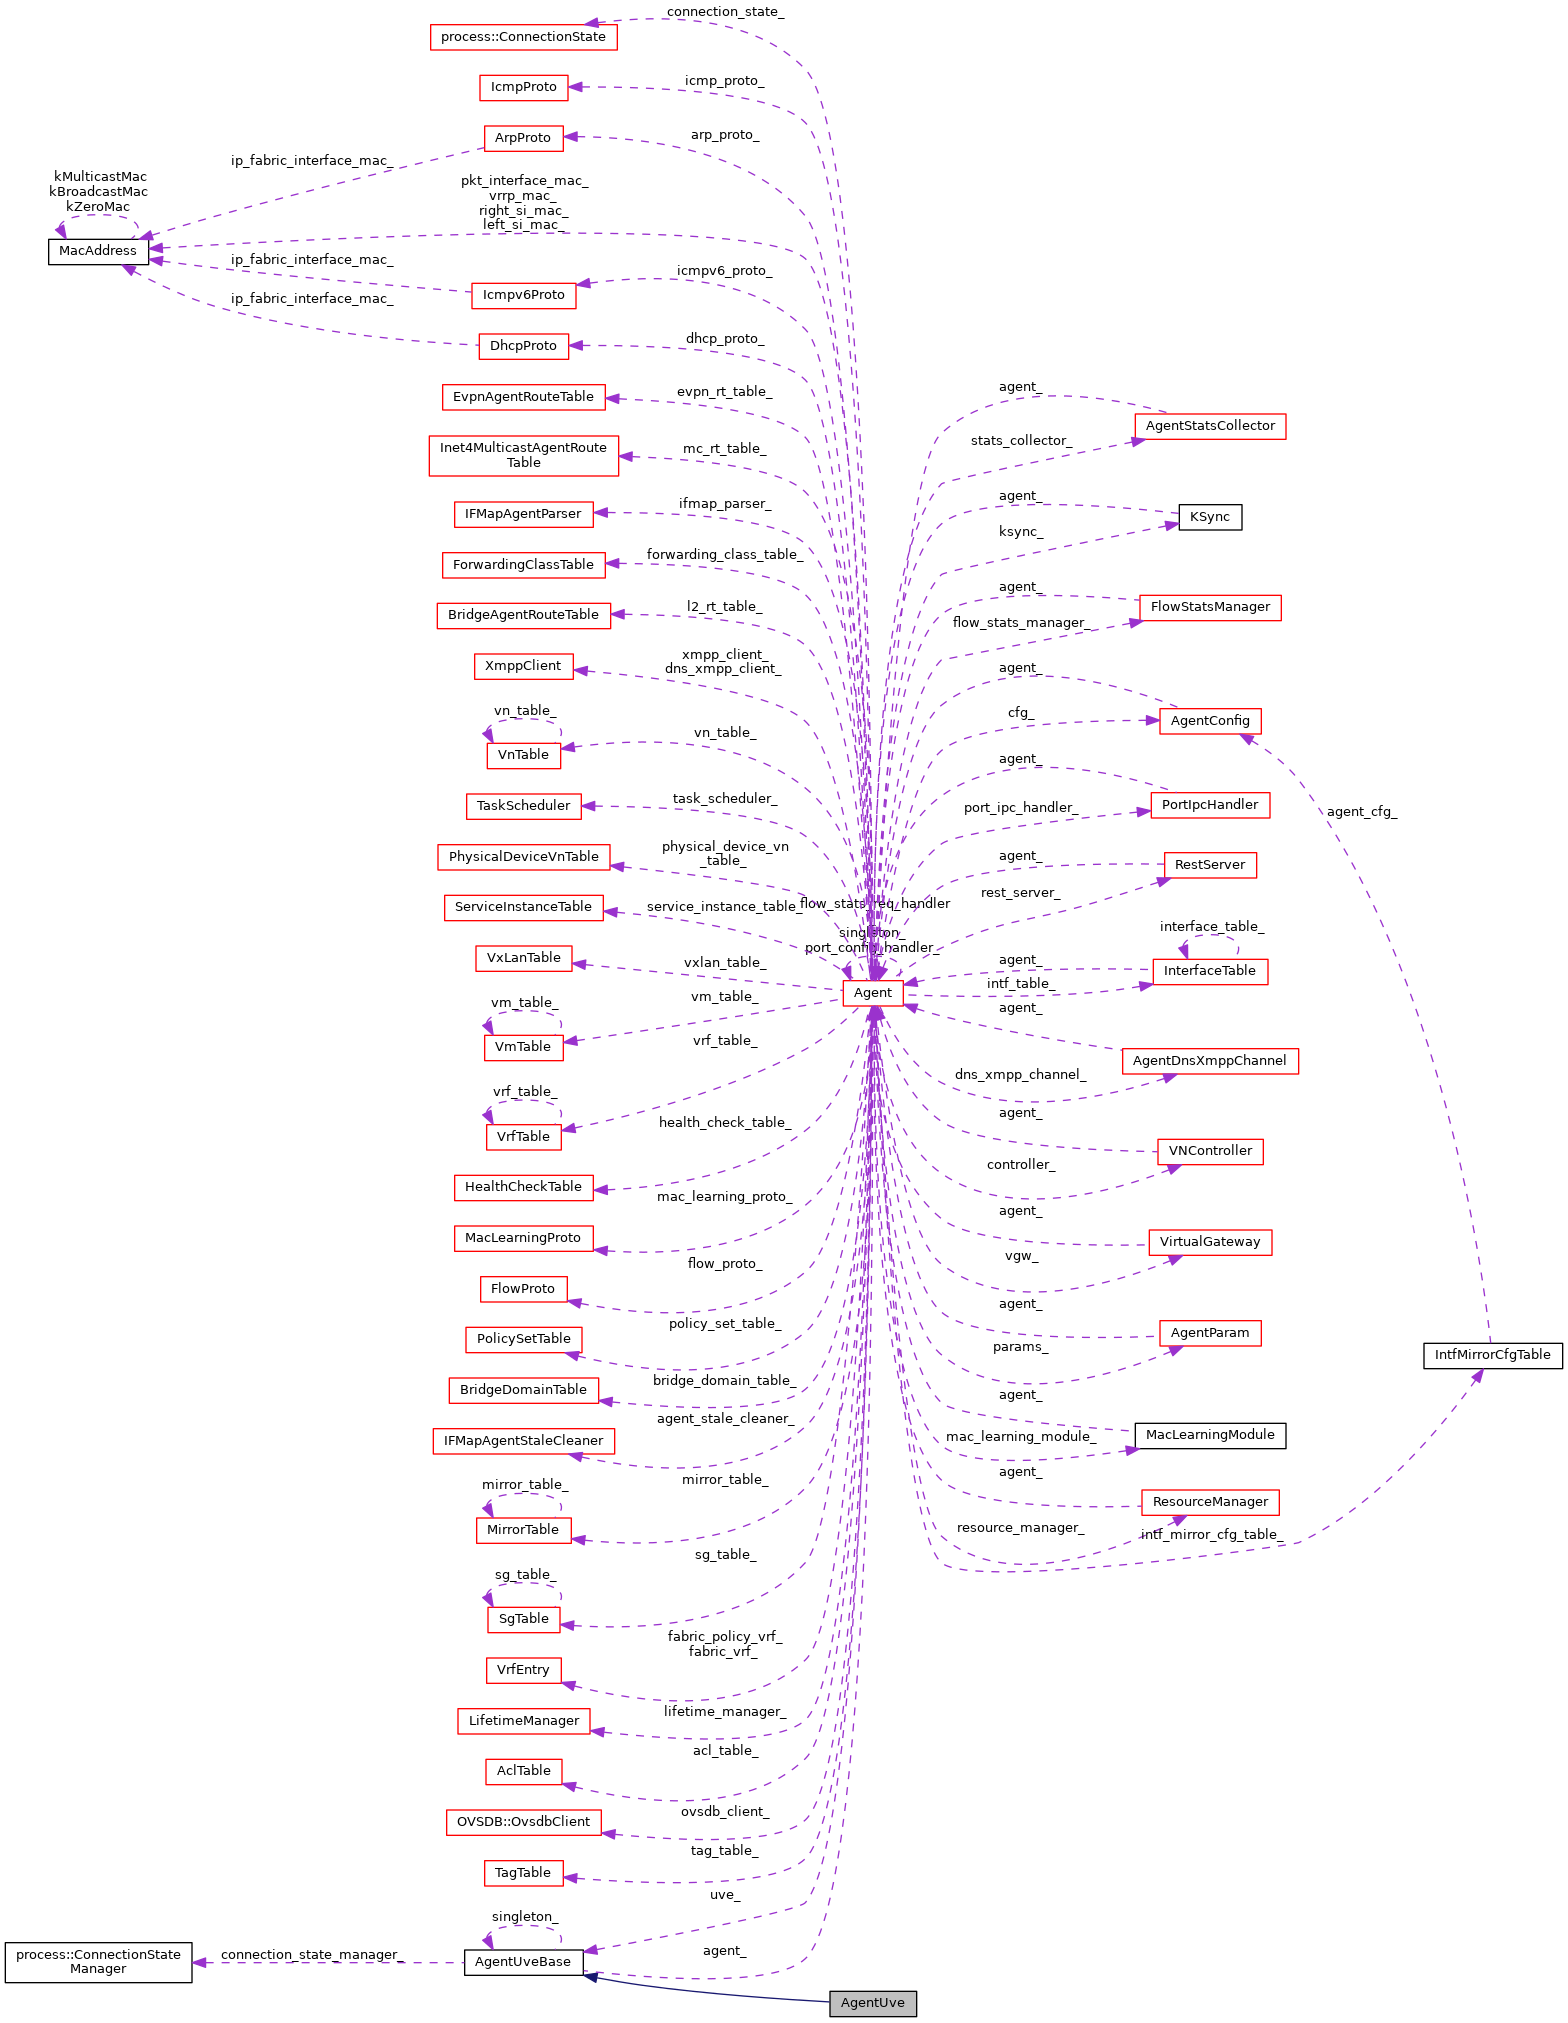 connection_state_
process::ConnectionState
icmp_proto_
IcmpProto
arp_proto_
ArpProto
ip_fabric_interface_mac_
kMulticastMac
kBroadcastMac
kZeroMac
pkt_interface_mac_
vrrp_mac_
right_si_mac_
left_si_mac_
MacAddress
ip_fabric_interface_mac_
icmpv6_proto_
Icmpv6Proto
ip_fabric_interface_mac_
dhcp_proto_
DhcpProto
evpn_rt_table_
EvpnAgentRouteTable
agent_
AgentStatsCollector
stats_collector_
mc_rt_table_
Inet4MulticastAgentRoute
Table
agent_
ifmap_parser_
IFMapAgentParser
KSync
ksync_
forwarding_class_table_
ForwardingClassTable
agent_
l2_rt_table_
BridgeAgentRouteTable
FlowStatsManager
flow_stats_manager_
xmpp_client_
dns_xmpp_client_
XmppClient
agent_
vn_table_
cfg_
AgentConfig
vn_table_
VnTable
agent_
task_scheduler_
TaskScheduler
port_ipc_handler_
PortIpcHandler
agent_cfg_
physical_device_vn
_table_
PhysicalDeviceVnTable
agent_
RestServer
rest_server_
service_instance_table_
ServiceInstanceTable
flow_stats_req_handler
singleton_
port_config_handler_
interface_table_
vxlan_table_
VxLanTable
agent_
InterfaceTable
intf_table_
Agent
vm_table_
vm_table_
VmTable
agent_
AgentDnsXmppChannel
dns_xmpp_channel_
vrf_table_
vrf_table_
VrfTable
agent_
health_check_table_
VNController
controller_
HealthCheckTable
mac_learning_proto_
MacLearningProto
agent_
VirtualGateway
vgw_
flow_proto_
FlowProto
agent_
policy_set_table_
PolicySetTable
AgentParam
params_
IntfMirrorCfgTable
bridge_domain_table_
BridgeDomainTable
agent_
agent_stale_cleaner_
IFMapAgentStaleCleaner
mac_learning_module_
MacLearningModule
mirror_table_
mirror_table_
MirrorTable
agent_
ResourceManager
resource_manager_
intf_mirror_cfg_table_
sg_table_
sg_table_
SgTable
fabric_policy_vrf_
fabric_vrf_
VrfEntry
lifetime_manager_
LifetimeManager
acl_table_
AclTable
ovsdb_client_
OVSDB::OvsdbClient
tag_table_
TagTable
uve_
singleton_
agent_
process::ConnectionState
Manager
connection_state_manager_
AgentUveBase
AgentUve